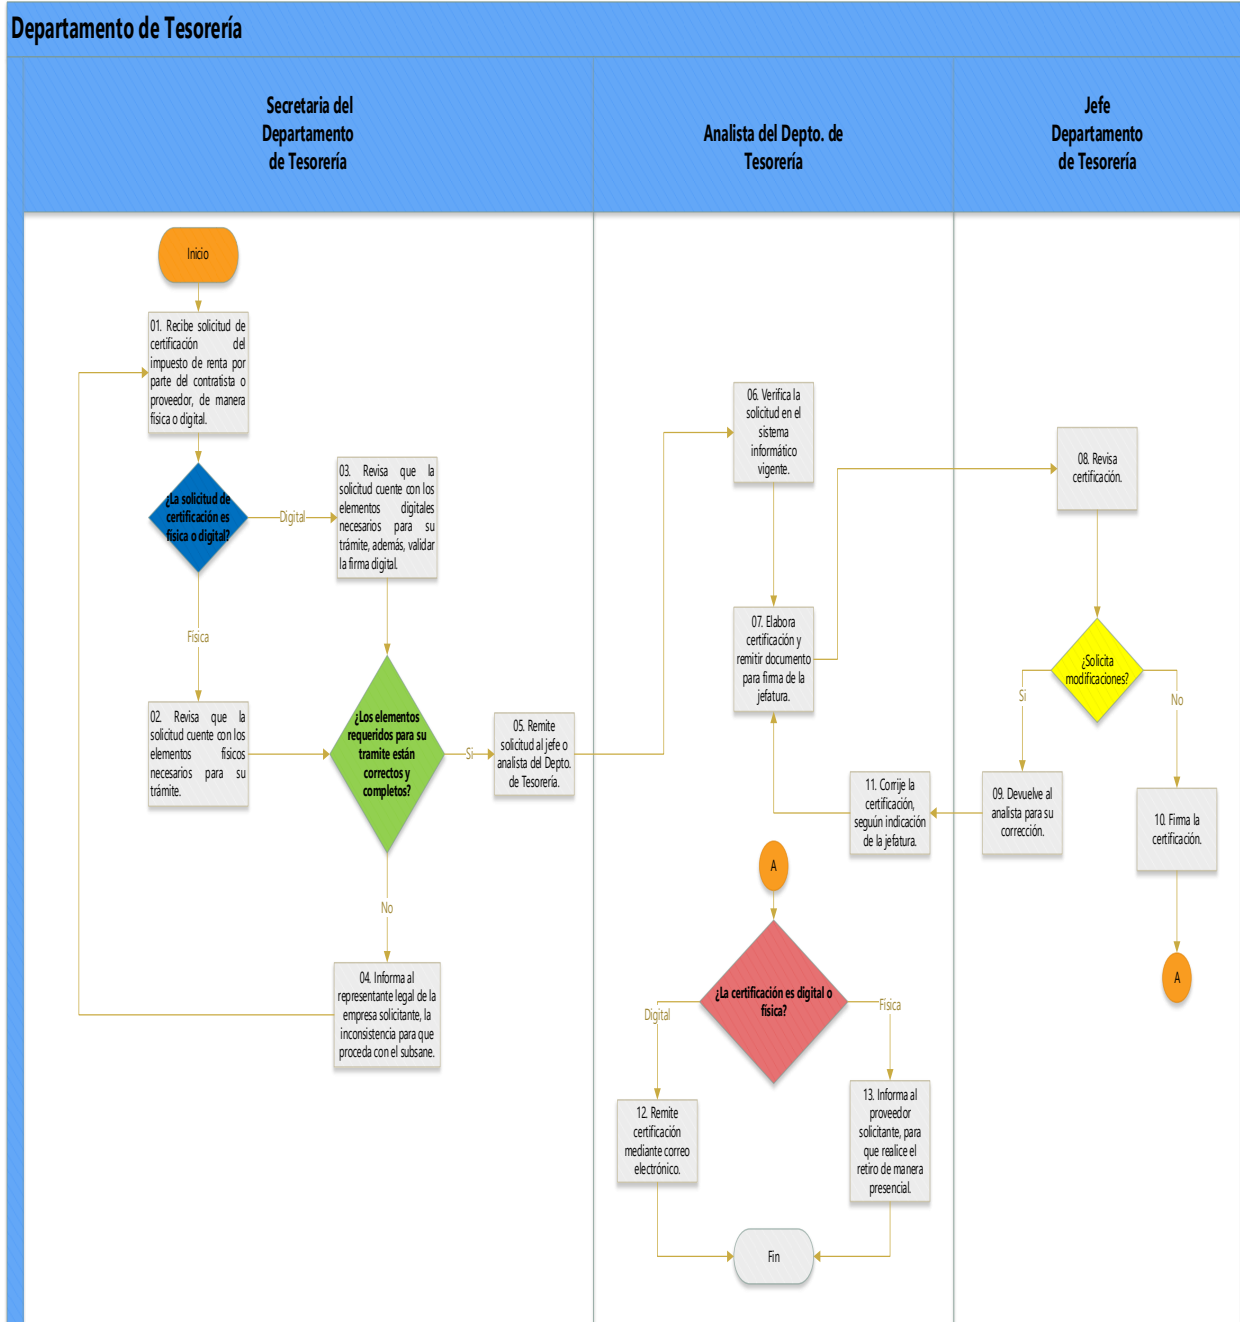 Departamento de Tesorería
Secretaria del
Departamento
de Tesorería
Analista del Depto. de
Tesorería
Jefe
Departamento
de Tesorería
Inicio
01. Recibe solicitud de
certificación del
impuesto de renta por
parte del contratista o
proveedor, de manera
física o digital.
¿La solicitud de
certificación es
física o digital?
Digital
Física
03. Revisa que la
solicitud cuente con los
elementos digitales
necesarios para su
trámite, además, validar
la firma digital.
02. Revisa que la
solicitud cuente con los
elementos físicos
necesarios para su
trámite.
¿Los elementos
requeridos para su
tramite están
correctos y
completos?
Si
No
05. Remite
solicitud al jefe o
analista del Depto.
de Tesorería.
04. Informa al
representante legal de la
empresa solicitante, la
inconsistencia para que
proceda con el subsane.
06. Verifica la
solicitud en el
sistema
informático
vigente.
07. Elabora
certificación y
remitir documento
para firma de la
jefatura.
08. Revisa
certificación.
¿Solicita
modificaciones?
Si
No
09. Devuelve al
analista para su
corrección.
10. Firma la
certificación.
11. Corrije la
certificación,
según indicación
de la jefatura.
A
A
¿La certificación es digital o
física?
Digital
Física
12. Remite
certificación
mediante correo
electrónico.
13. Informa al
proveedor
solicitante, para
que realice el
retiro de manera
presencial.
Fin